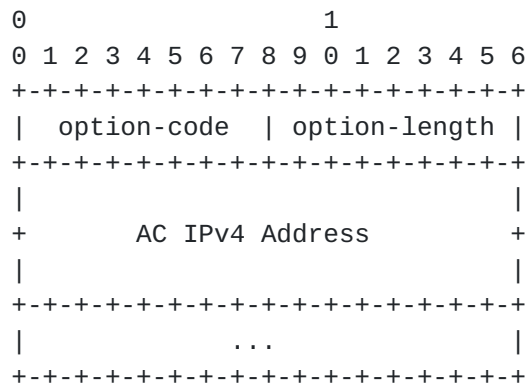 0                   1
0 1 2 3 4 5 6 7 8 9 0 1 2 3 4 5 6
+-+-+-+-+-+-+-+-+-+-+-+-+-+-+-+-+
|  option-code  | option-length |
+-+-+-+-+-+-+-+-+-+-+-+-+-+-+-+-+
|                               |
+       AC IPv4 Address         +
|                               |
+-+-+-+-+-+-+-+-+-+-+-+-+-+-+-+-+
|             ...               |
+-+-+-+-+-+-+-+-+-+-+-+-+-+-+-+-+